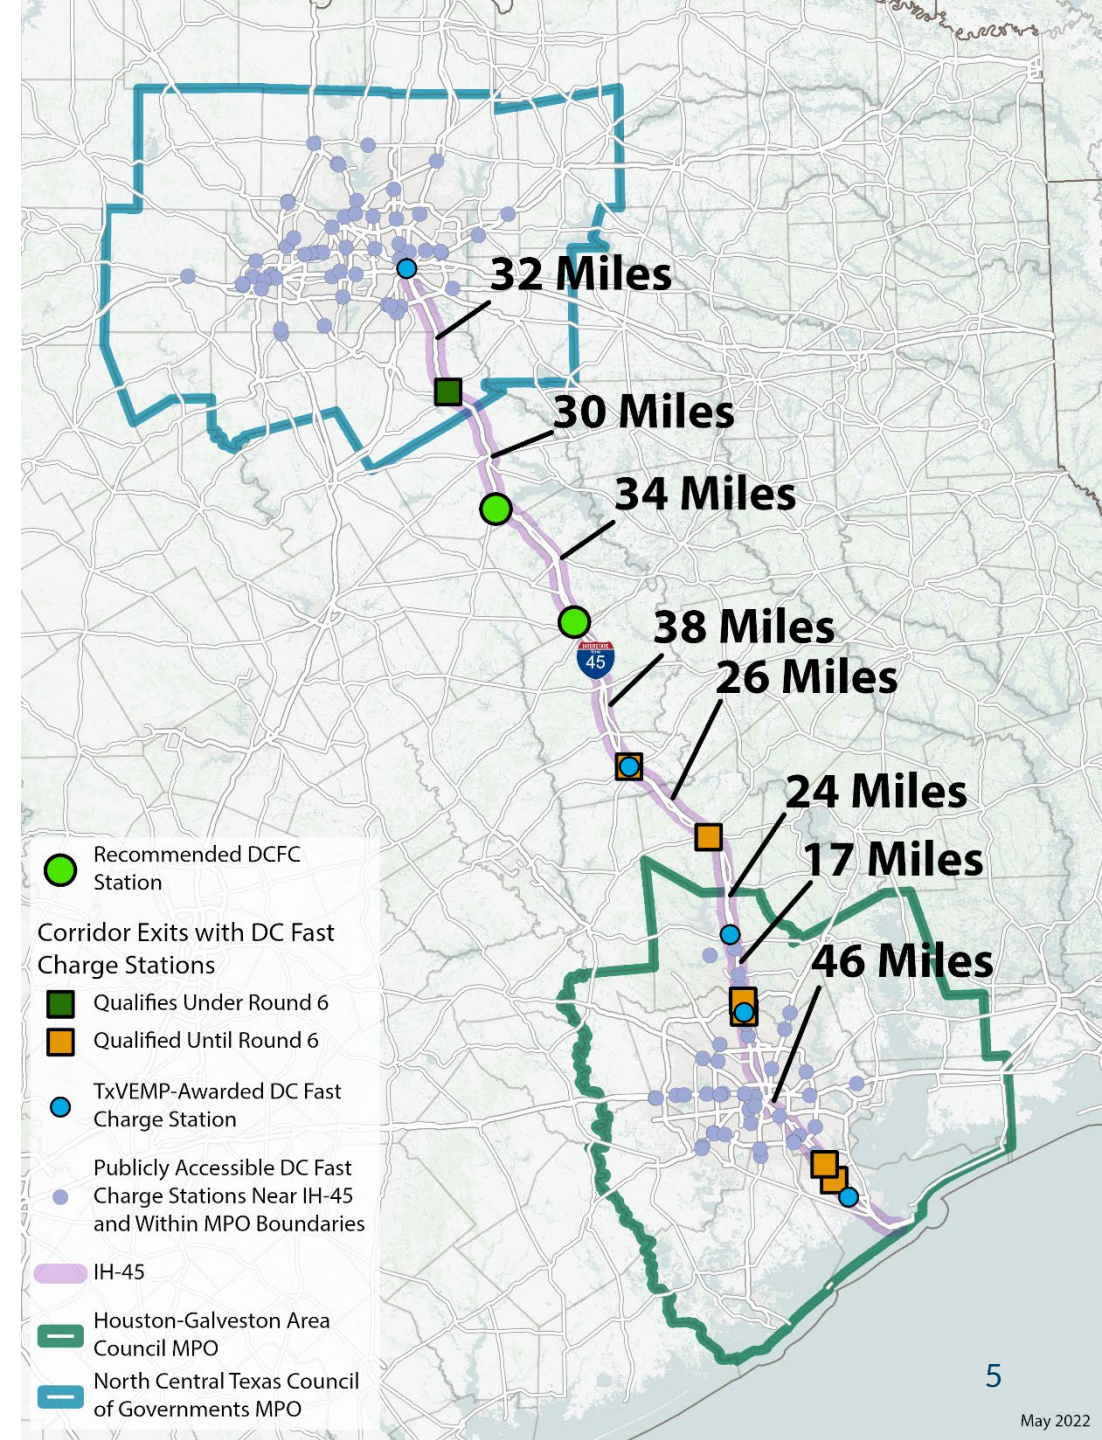 32 Miles
30 Miles
34 Miles
38 Miles
INTERSTATE
TEXAS
45
26 Miles
24 Miles
17 Miles
46 Miles
Recommended DCFC
Station
Corridor Exits with DC Fast
Charge Stations
Qualifies Under Round 6
Qualified Until Round 6
TxVEMP-Awarded DC Fast
Charge Station
Publicly Accessible DC Fast
Charge Stations Near IH-45
and Within MPO Boundaries
IH-45
Houston-Galveston Area
Council MPO
North Central Texas Council
of Governments MPO
5
May 2022